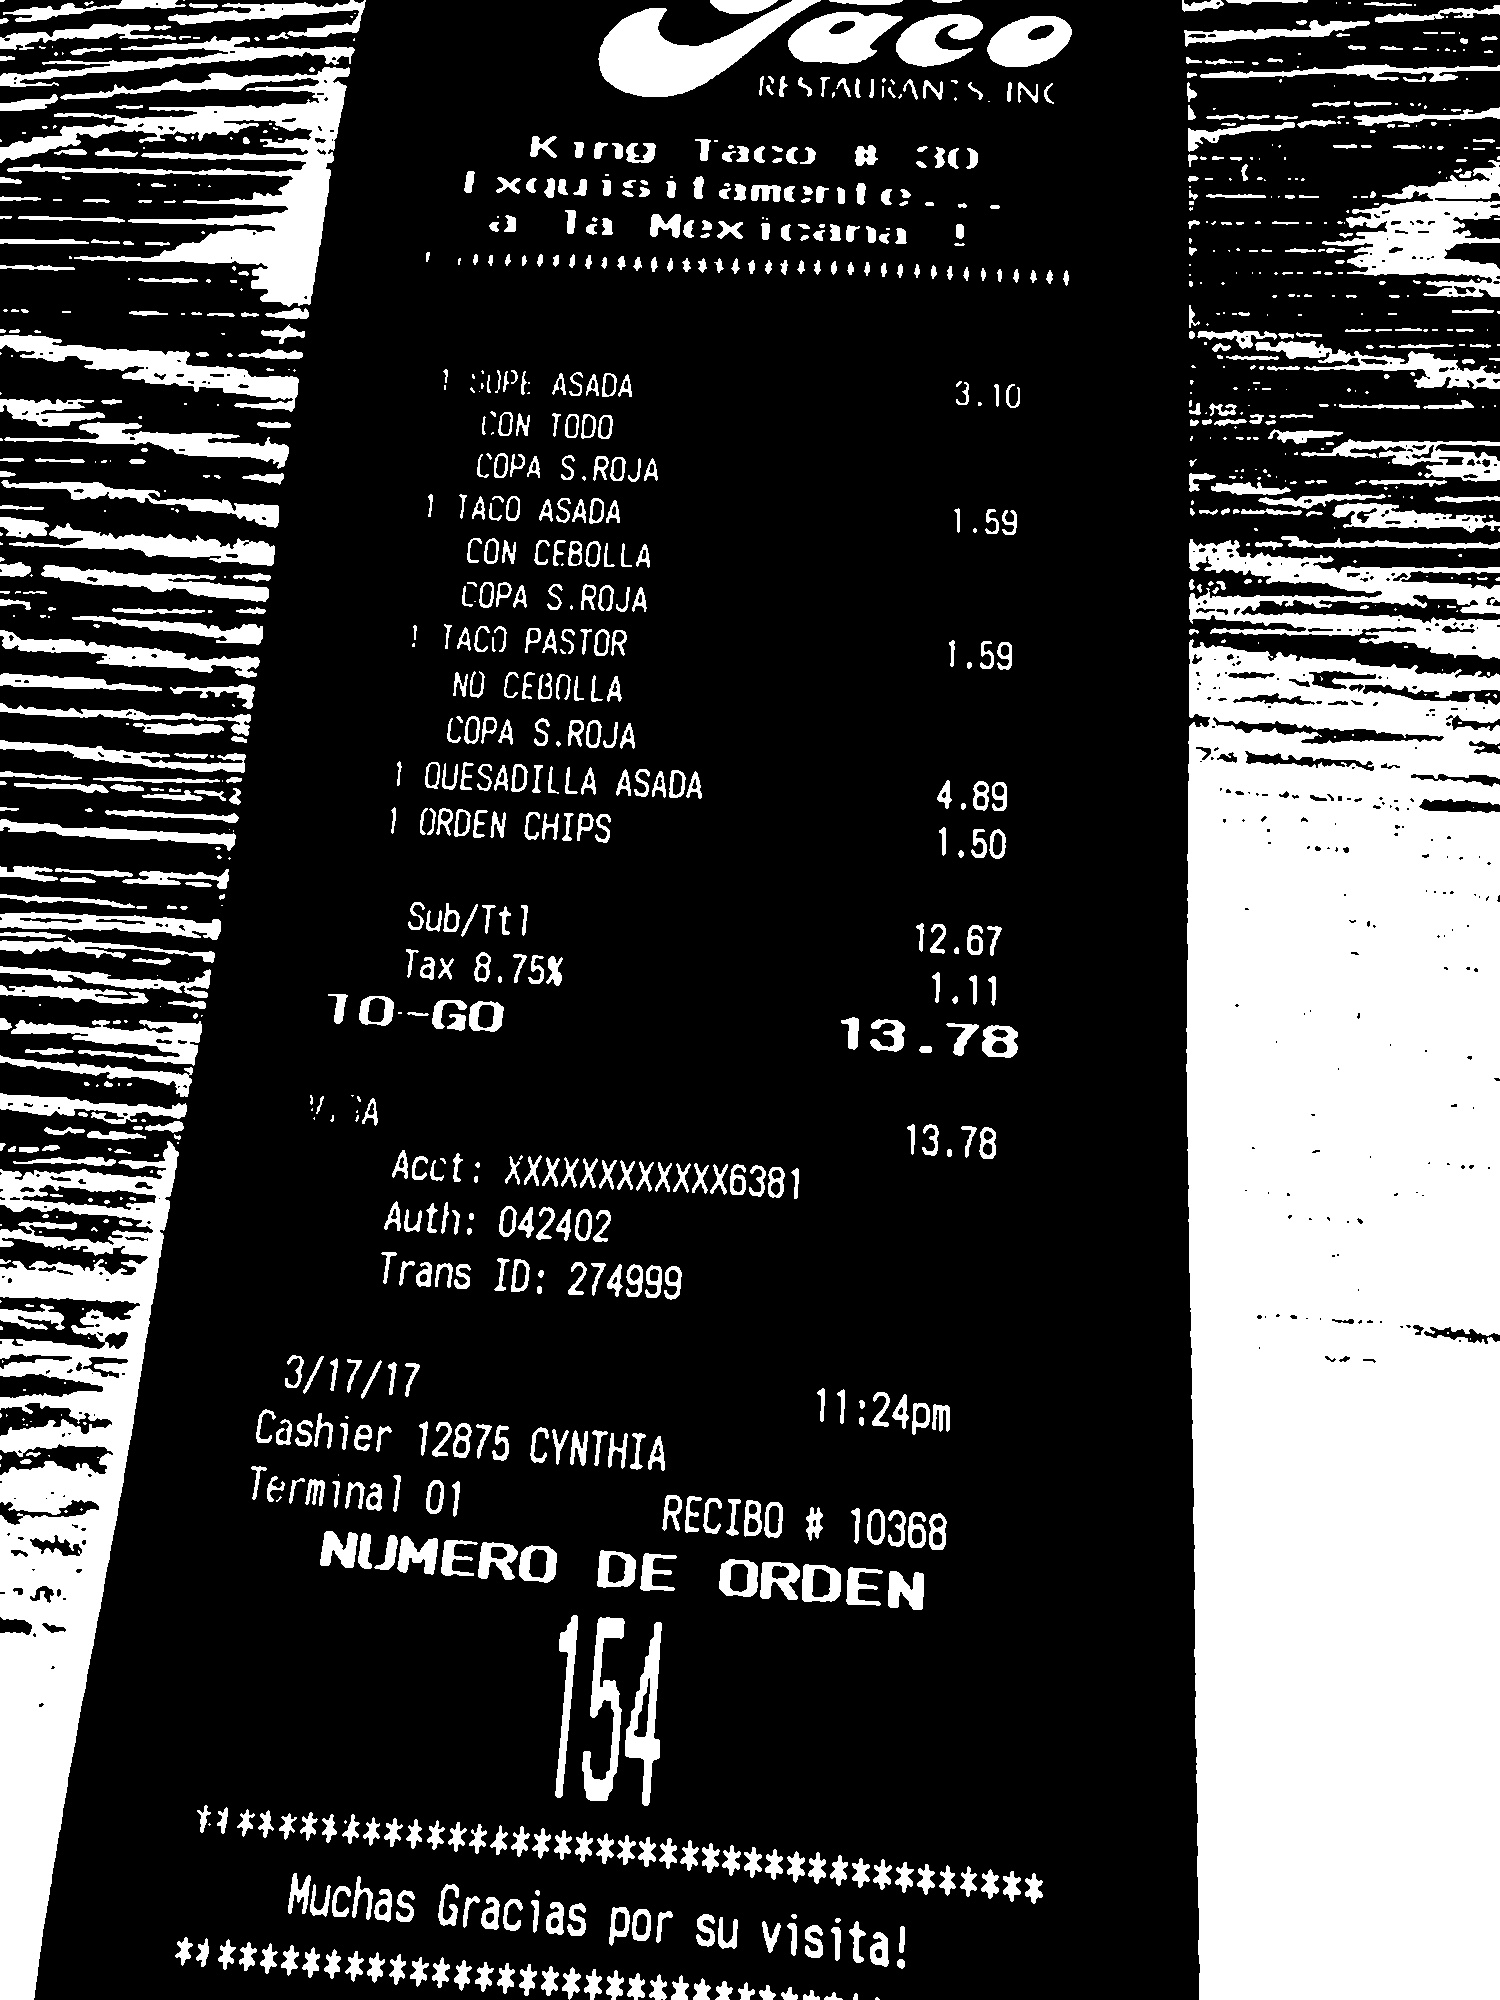 Taco
RESTAURANTS, INC
King Taco # 30
Exquisitamente...
a la Mexicana !
****************************************
1 SOPE ASADA 3.10
CON TODO
COPA S.ROJA
1 TACO ASADA 1.59
CON CEBOLLA
COPA S.ROJA
1 TACO PASTOR 1.59
NO CEBOLLA
COPA S.ROJA
1 QUESADILLA ASADA 4.89
1 ORDEN CHIPS 1.50
Sub/Ttl 12.67
Tax 8.75% 1.11
TO-GO 13.78
VISA 13.78
Acct: XXXXXXXXXXXX6381
Auth: 042402
Trans ID: 274999
3/17/17 11:24pm
Cashier 12875 CYNTHIA
Terminal 01 RECIBO # 10368
NUMERO DE ORDEN
154
****************************************
Muchas Gracias por su visita!
****************************************